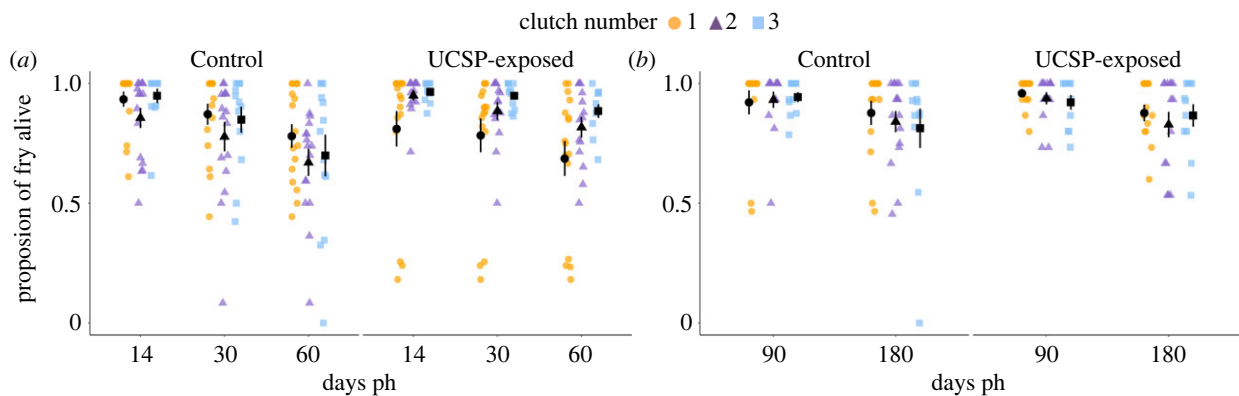 clutch number 1 2 3
(a) Control UCSP-exposed (b) Control UCSP-exposed
proposion of fry alive
1.0 1.0
0.5 0.5
0 0
14 30 60 14 30 60 90 180 90 180
days ph days ph